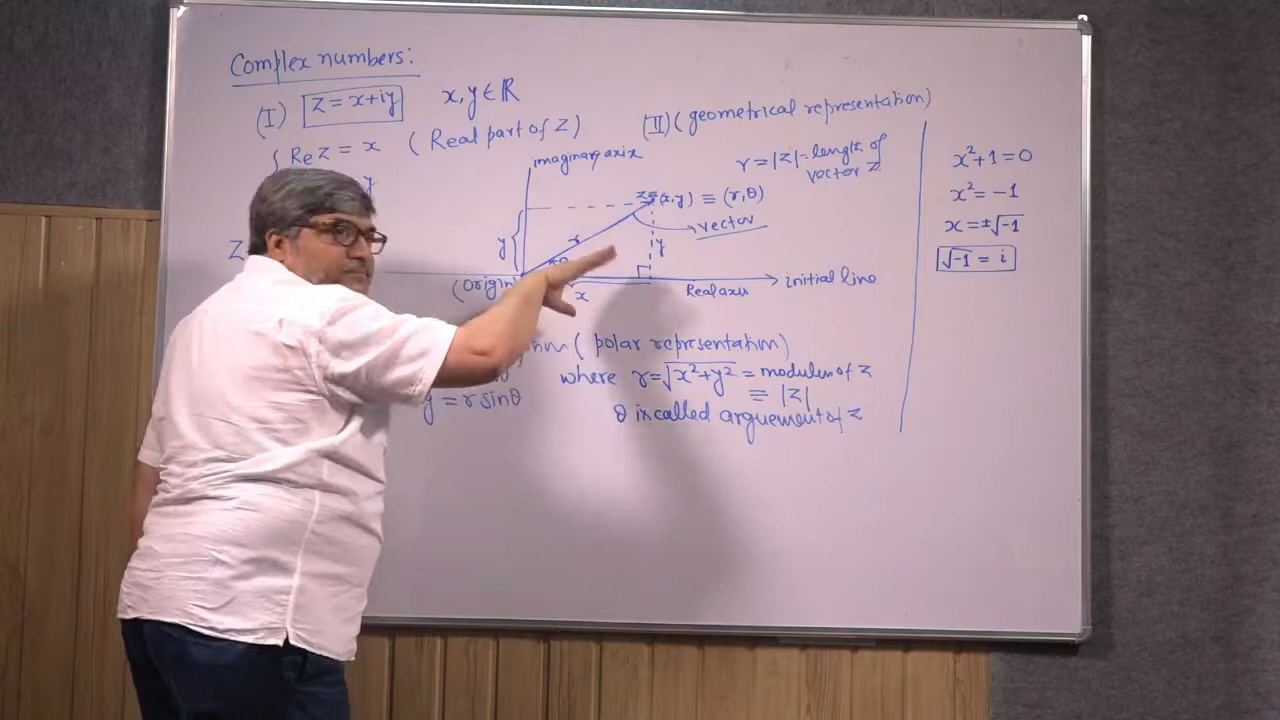 Complex numbers:
(I) Z = x+iy x, y ∈ ℝ
Re Z = x (Real part of Z)
y
Z
(II) (geometrical representation)
imaginary axix
r = |Z| = length of
vector Z
Z ≡ (x,y) ≡ (r, θ)
vector
y
r
y
θ
(Origin
x
Real axis
initial line
(polar representation)
where r = √x²+y² = modulus of Z
≡ |Z|
y = r sinθ
θ is called arguement of Z
x²+1 = 0
x² = -1
x = ±√-1
√-1 = i